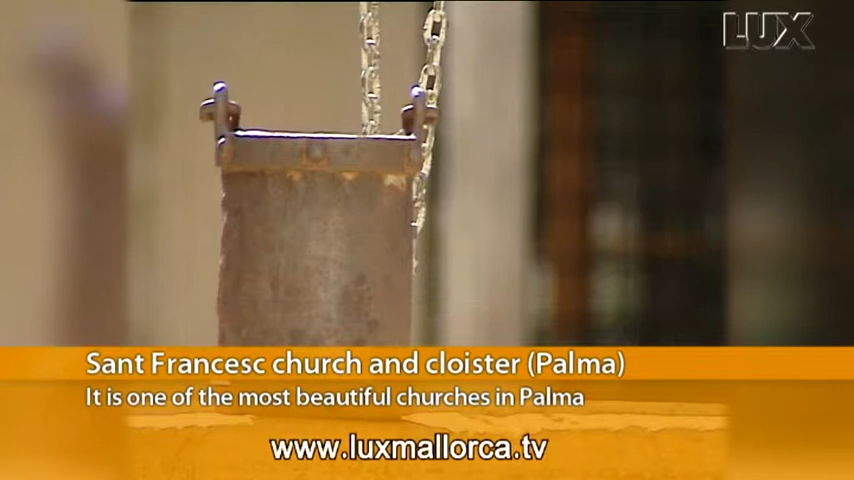 LUX
Sant Francesc church and cloister (Palma)
It is one of the most beautiful churches in Palma
www.luxmallorca.tv